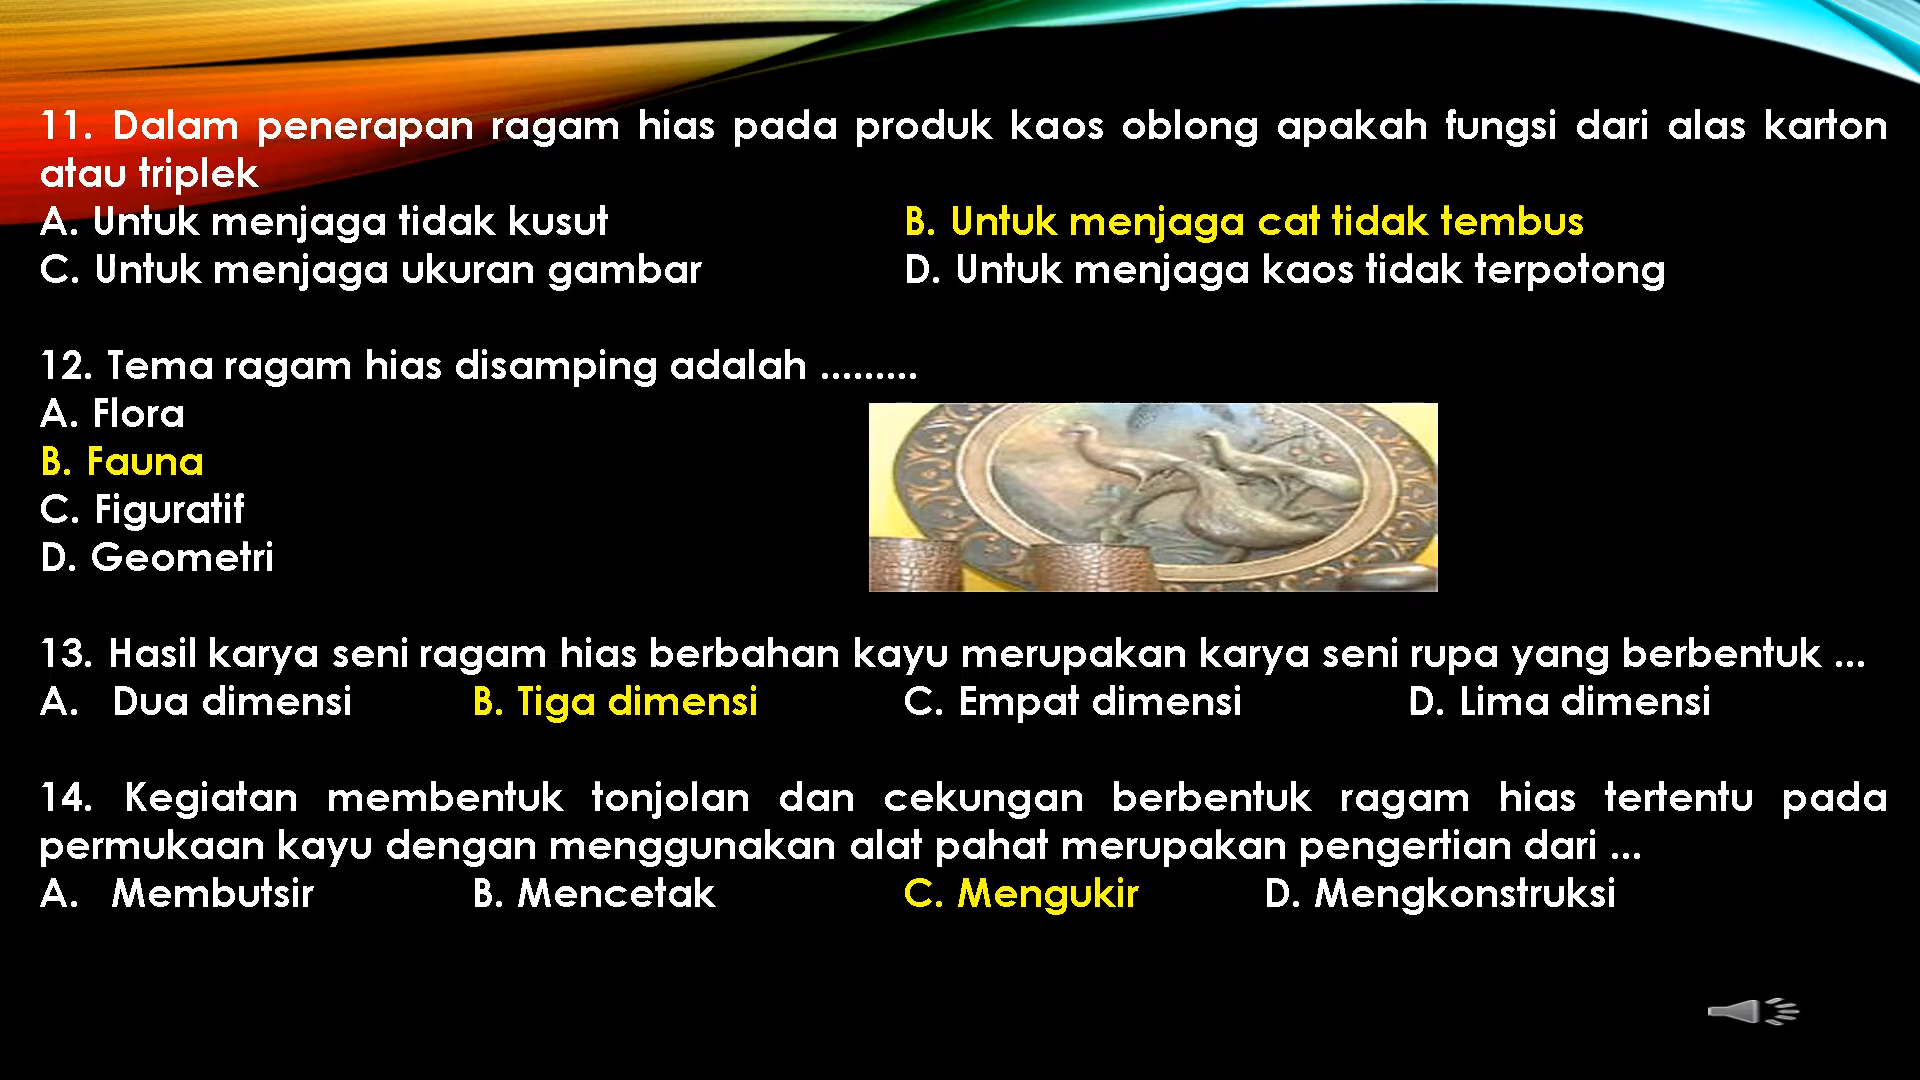 11. Dalam penerapan ragam hias pada produk kaos oblong apakah fungsi dari alas karton
atau triplek
A. Untuk menjaga tidak kusut B. Untuk menjaga cat tidak tembus
C. Untuk menjaga ukuran gambar D. Untuk menjaga kaos tidak terpotong
12. Tema ragam hias disamping adalah .........
A. Flora
B. Fauna
C. Figuratif
D. Geometri
13. Hasil karya seni ragam hias berbahan kayu merupakan karya seni rupa yang berbentuk ...
A. Dua dimensi B. Tiga dimensi C. Empat dimensi D. Lima dimensi
14. Kegiatan membentuk tonjolan dan cekungan berbentuk ragam hias tertentu pada
permukaan kayu dengan menggunakan alat pahat merupakan pengertian dari ...
A. Membutsir B. Mencetak C. Mengukir D. Mengkonstruksi